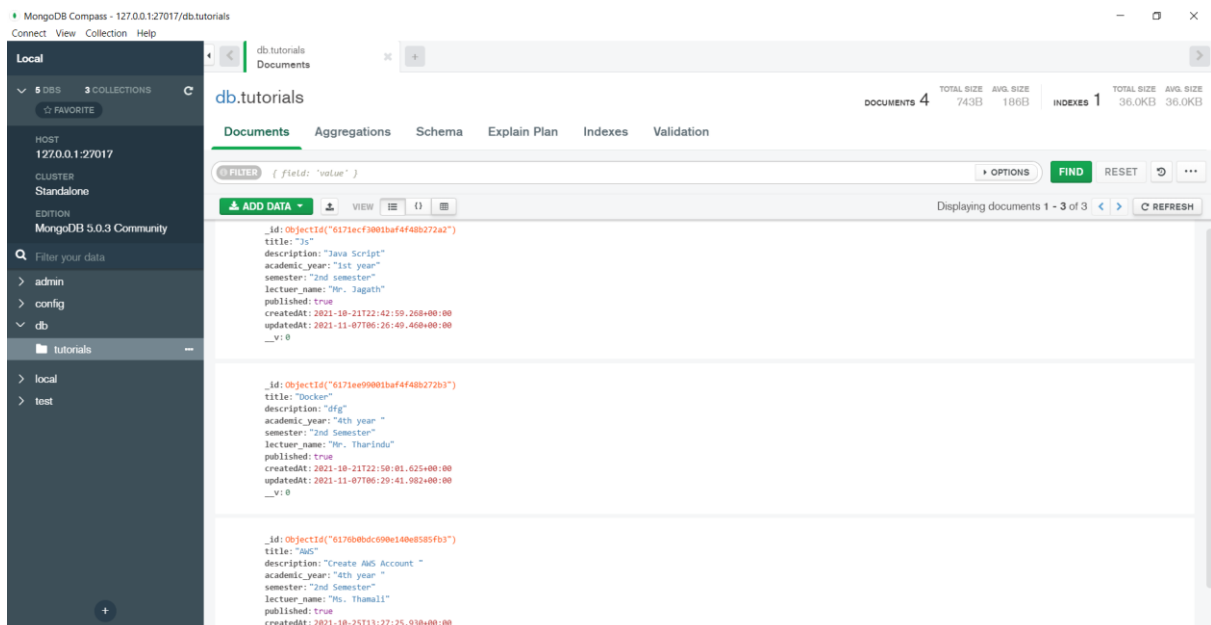 MongoDB Compass - 127.0.0.1:27017/db.tutorials
Connect View Collection Help
Local
5 DBS 3 COLLECTIONS
FAVORITE
HOST
127.0.0.1:27017
CLUSTER
Standalone
EDITION
MongoDB 5.0.3 Community
Filter your data
admin
config
db
tutorials
local
test
db.tutorials
Documents
db.tutorials
DOCUMENTS 4 TOTAL SIZE 743B AVG. SIZE 186B INDEXES 1 TOTAL SIZE 36.0KB AVG. SIZE 36.0KB
Documents Aggregations Schema Explain Plan Indexes Validation
FILTER { field: 'value' } OPTIONS FIND RESET
ADD DATA VIEW {} Displaying documents 1 - 3 of 3 REFRESH
_id:ObjectId("6171ecf3001baf4f48b272a2")
title:"Js"
description:"Java Script"
academic_year:"1st year"
semester:"2nd semester"
lectuer_name:"Mr. Jagath"
published:true
createdAt:2021-10-21T22:42:59.268+00:00
updatedAt:2021-11-07T06:26:49.460+00:00
__v:0
_id:ObjectId("6171ee99001baf4f48b272b3")
title:"Docker"
description:"dfg"
academic_year:"4th year "
semester:"2nd Semester"
lectuer_name:"Mr. Tharindu"
published:true
createdAt:2021-10-21T22:50:01.625+00:00
updatedAt:2021-11-07T06:29:41.982+00:00
__v:0
_id:ObjectId("6176b0bdc690e140e8585fb3")
title:"AWS"
description:"Create AWS Account "
academic_year:"4th year "
semester:"2nd Semester"
lectuer_name:"Ms. Thamali"
published:true
createdAt:2021-10-25T13:27:25.930+00:00